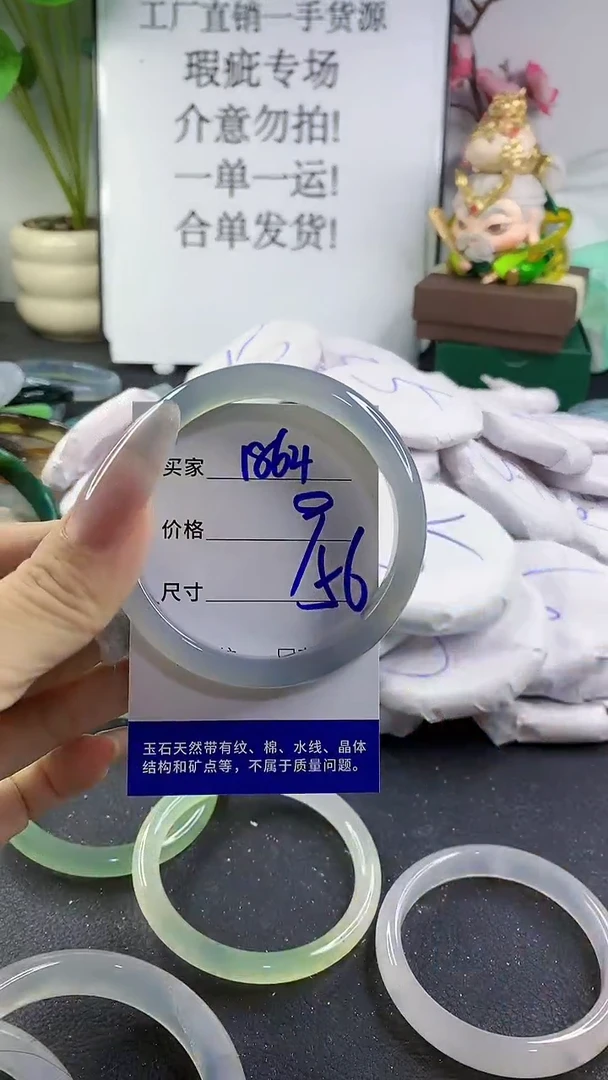 工厂直销一手货源
瑕疵专场
介意勿拍!
一单一运!
合单发货!
买家 1864
价格
尺寸 56
玉石天然带有纹、棉、水线、晶体
结构和矿点等，不属于质量问题。